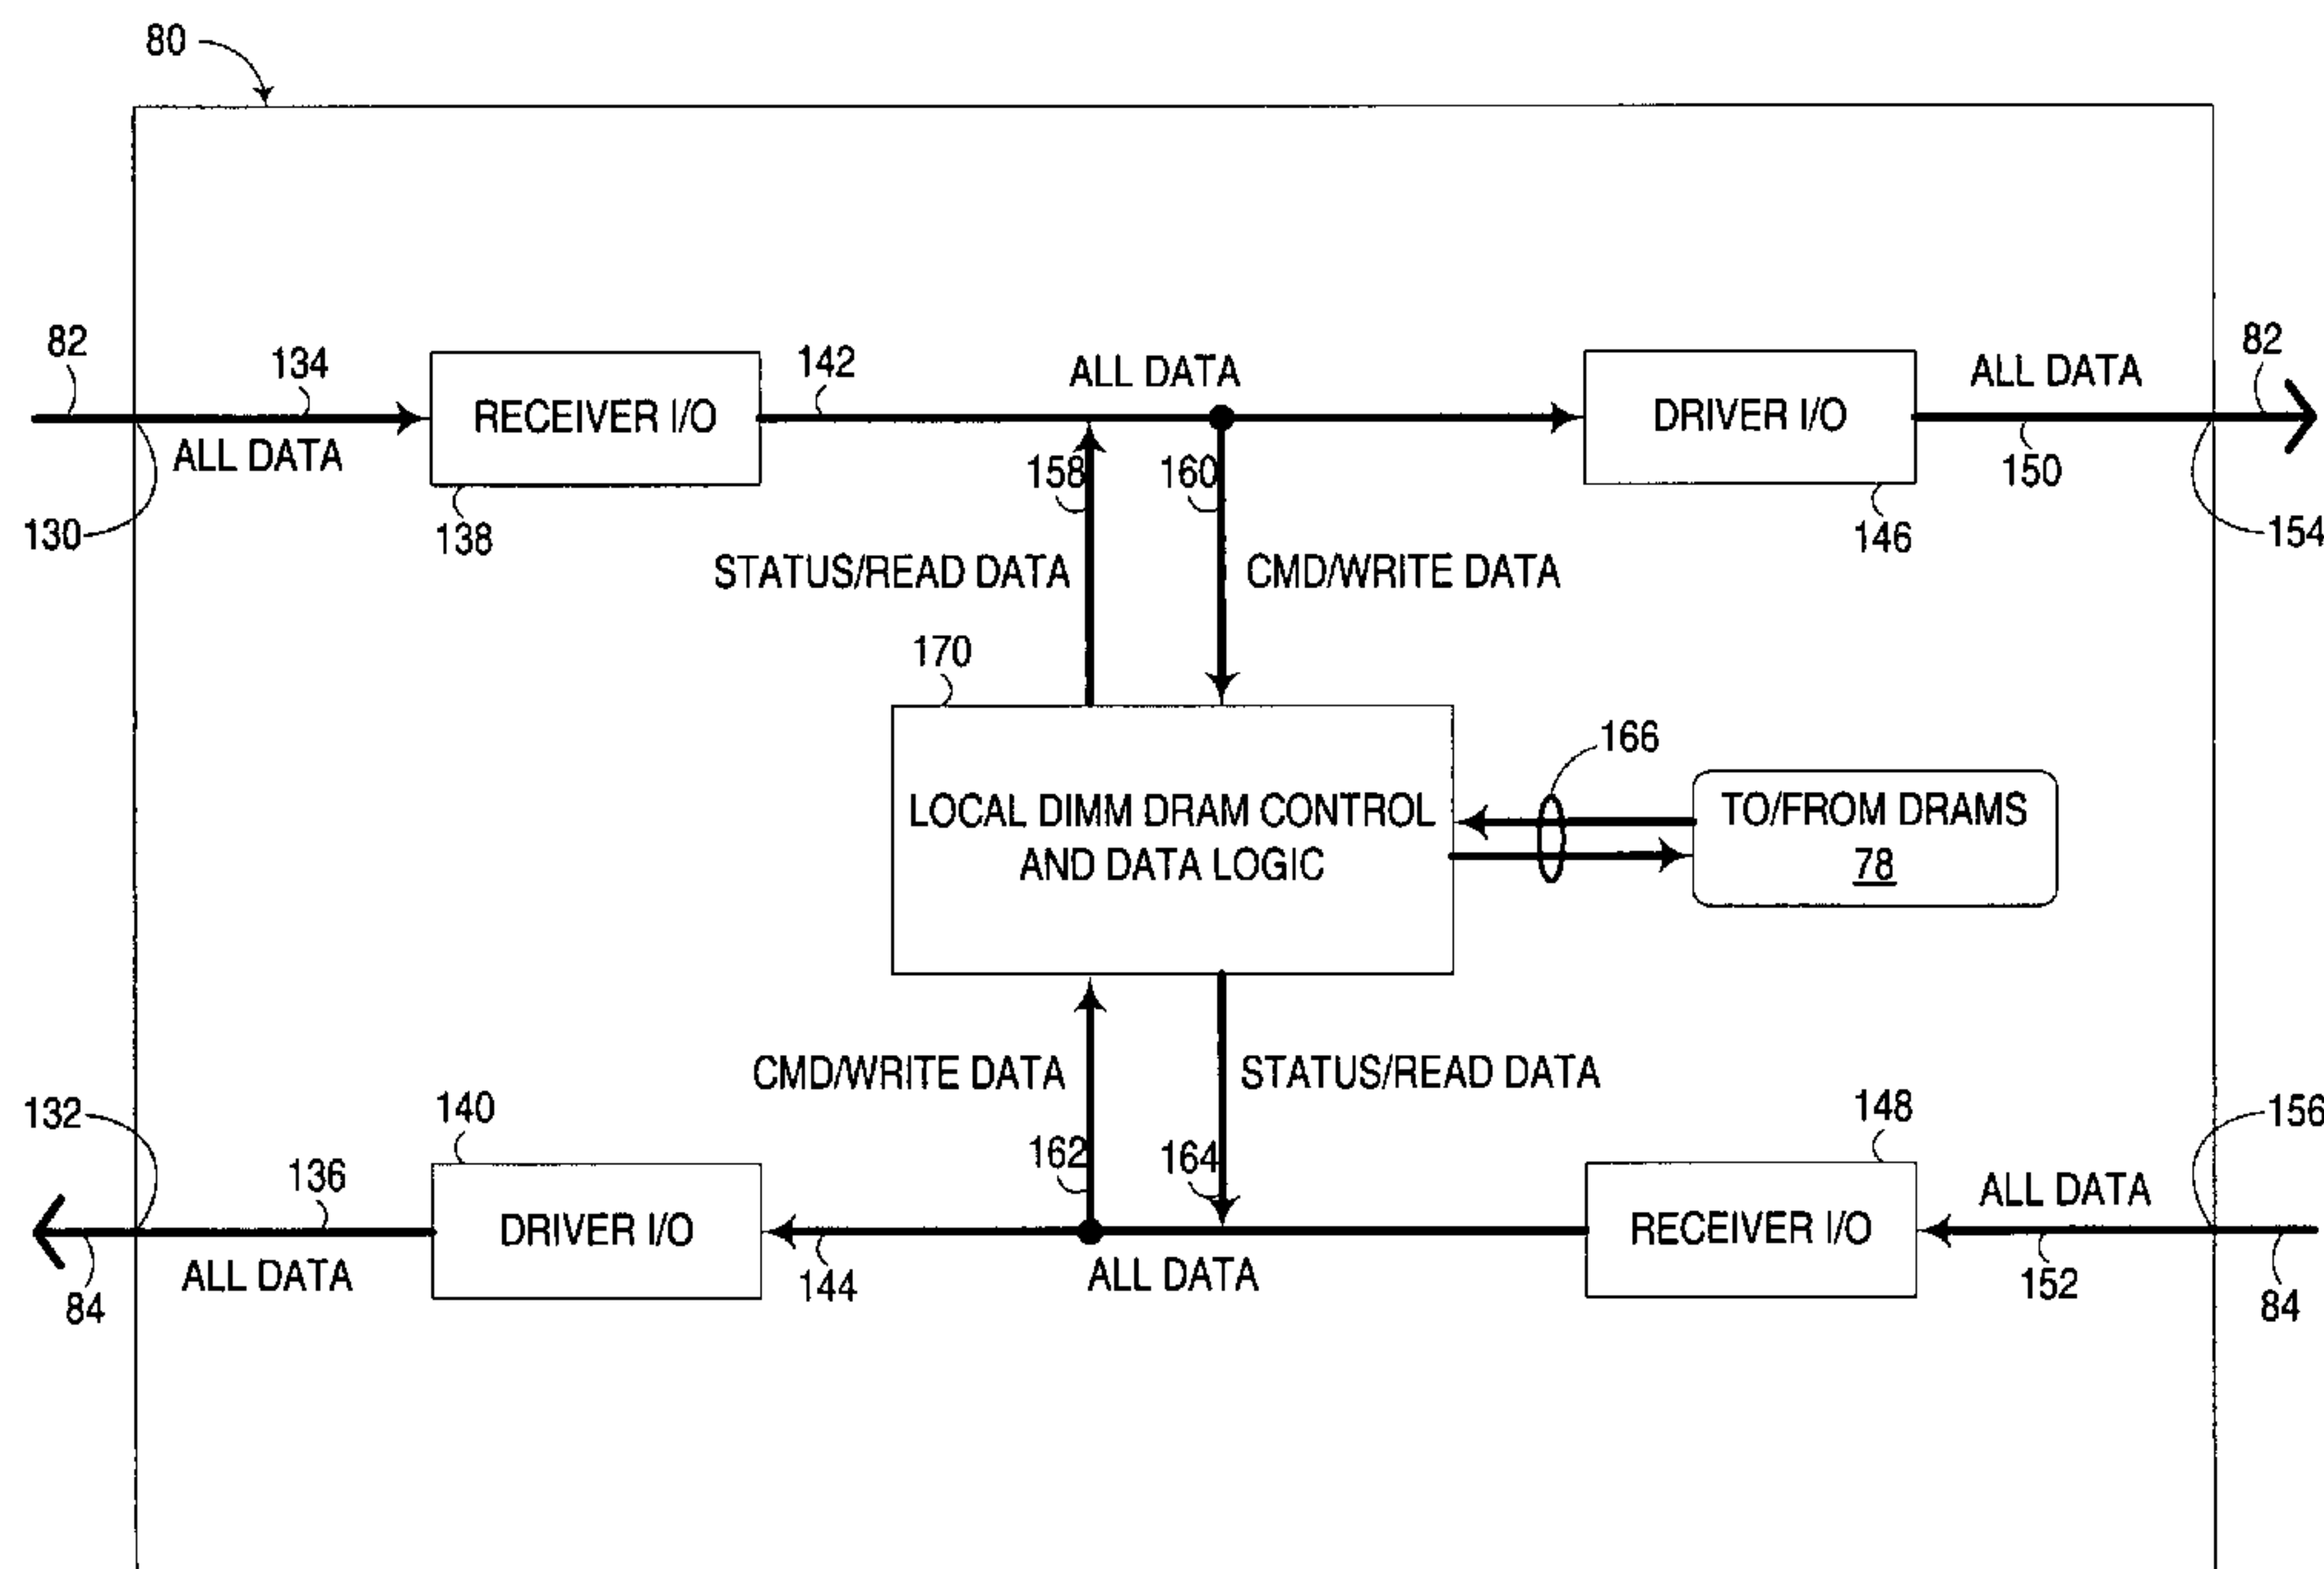 80
82
134
ALL DATA
130
RECEIVER I/O
138
142
ALL DATA
158
160
STATUS/READ DATA
CMD/WRITE DATA
DRIVER I/O
146
ALL DATA
150
82
154
170
LOCAL DIMM DRAM CONTROL
AND DATA LOGIC
166
TO/FROM DRAMS
78
CMD/WRITE DATA
STATUS/READ DATA
162
164
132
136
ALL DATA
84
140
DRIVER I/O
144
ALL DATA
148
RECEIVER I/O
ALL DATA
152
156
84